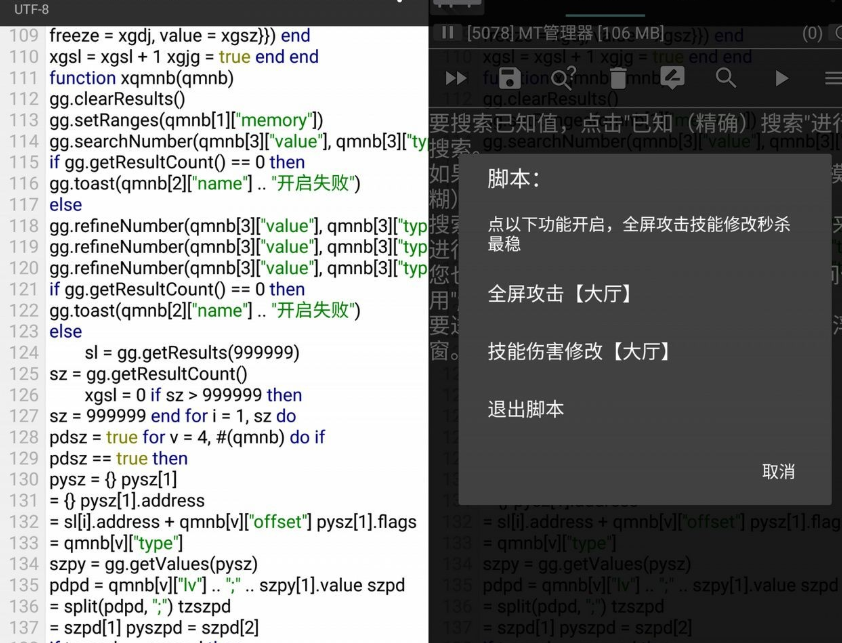 UTF-8
109 freeze = xgdj, value = xgsz}}) end
110 xgsl = xgsl + 1 xgjg = true end end
111 function xqmnb(qmnb)
112 gg.clearResults()
113 gg.setRanges(qmnb[1]["memory"])
114 gg.searchNumber(qmnb[3]["value"], qmnb[3]["ty
115 if gg.getResultCount() == 0 then
116 gg.toast(qmnb[2]["name"] .. "开启失败")
117 else
118 gg.refineNumber(qmnb[3]["value"], qmnb[3]["typ
119 gg.refineNumber(qmnb[3]["value"], qmnb[3]["typ
120 gg.refineNumber(qmnb[3]["value"], qmnb[3]["typ
121 if gg.getResultCount() == 0 then
122 gg.toast(qmnb[2]["name"] .. "开启失败")
123 else
124 sl = gg.getResults(999999)
125 sz = gg.getResultCount()
126 xgsl = 0 if sz > 999999 then
127 sz = 999999 end for i = 1, sz do
128 pdsz = true for v = 4, #(qmnb) do if
129 pdsz == true then
130 pysz = {} pysz[1]
131 = {} pysz[1].address
132 = sl[i].address + qmnb[v]["offset"] pysz[1].flags
133 = qmnb[v]["type"]
134 szpy = gg.getValues(pysz)
135 pdpd = qmnb[v]["lv"] .. ";" .. szpy[1].value szpd
136 = split(pdpd, ";") tzszpd
137 = szpd[1] pyszpd = szpd[2]
[5078] MT管理器 [106 MB]
(0)
要搜索已知值，点击"已知（精确）搜索"进行
搜索。
脚本：
点以下功能开启，全屏攻击技能修改秒杀
最稳
全屏攻击【大厅】
技能伤害修改【大厅】
退出脚本
取消
132 = sl[i].address + qmnb[v]["offset"] pysz[1].flag
133 = qmnb[v]["type"]
134 szpy = gg.getValues(pysz)
135 pdpd = qmnb[v]["lv"] .. ";" .. szpy[1].value szpd
136 = split(pdpd, ";") tzszpd
137 = szpd[1] pyszpd = szpd[2]